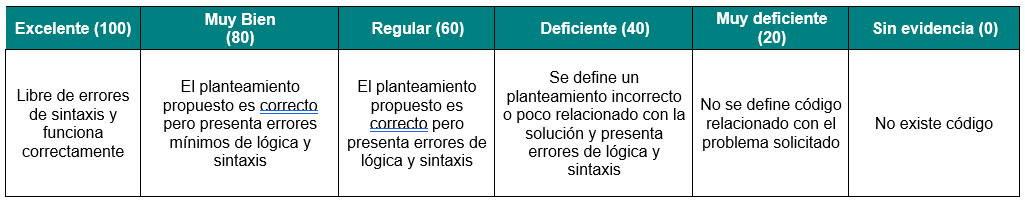 Excelente (100)
Muy Bien
(80)
Regular (60)
Deficiente (40)
Muy deficiente
(20)
Sin evidencia (0)
Libre de errores
de sintaxis y
funciona
correctamente
El planteamiento
propuesto es correcto
pero presenta errores
mínimos de lógica y
sintaxis
El planteamiento
propuesto es
correcto pero
presenta errores de
lógica y sintaxis
Se define un
planteamiento incorrecto
o poco relacionado con la
solución y presenta
errores de lógica y
sintaxis
No se define código
relacionado con el
problema solicitado
No existe código